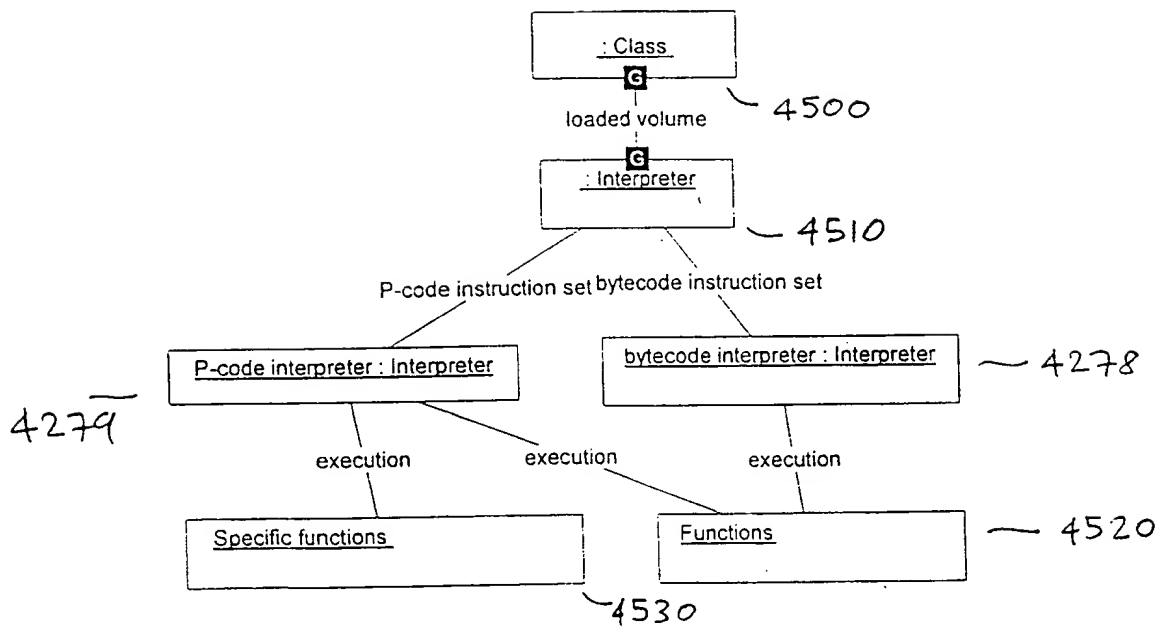 : Class
G
4500
loaded volume
G
: Interpreter
4510
P-code instruction set bytecode instruction set
P-code interpreter : Interpreter
bytecode interpreter : Interpreter
4278
4279
execution
execution
execution
Specific functions
Functions
4520
4530